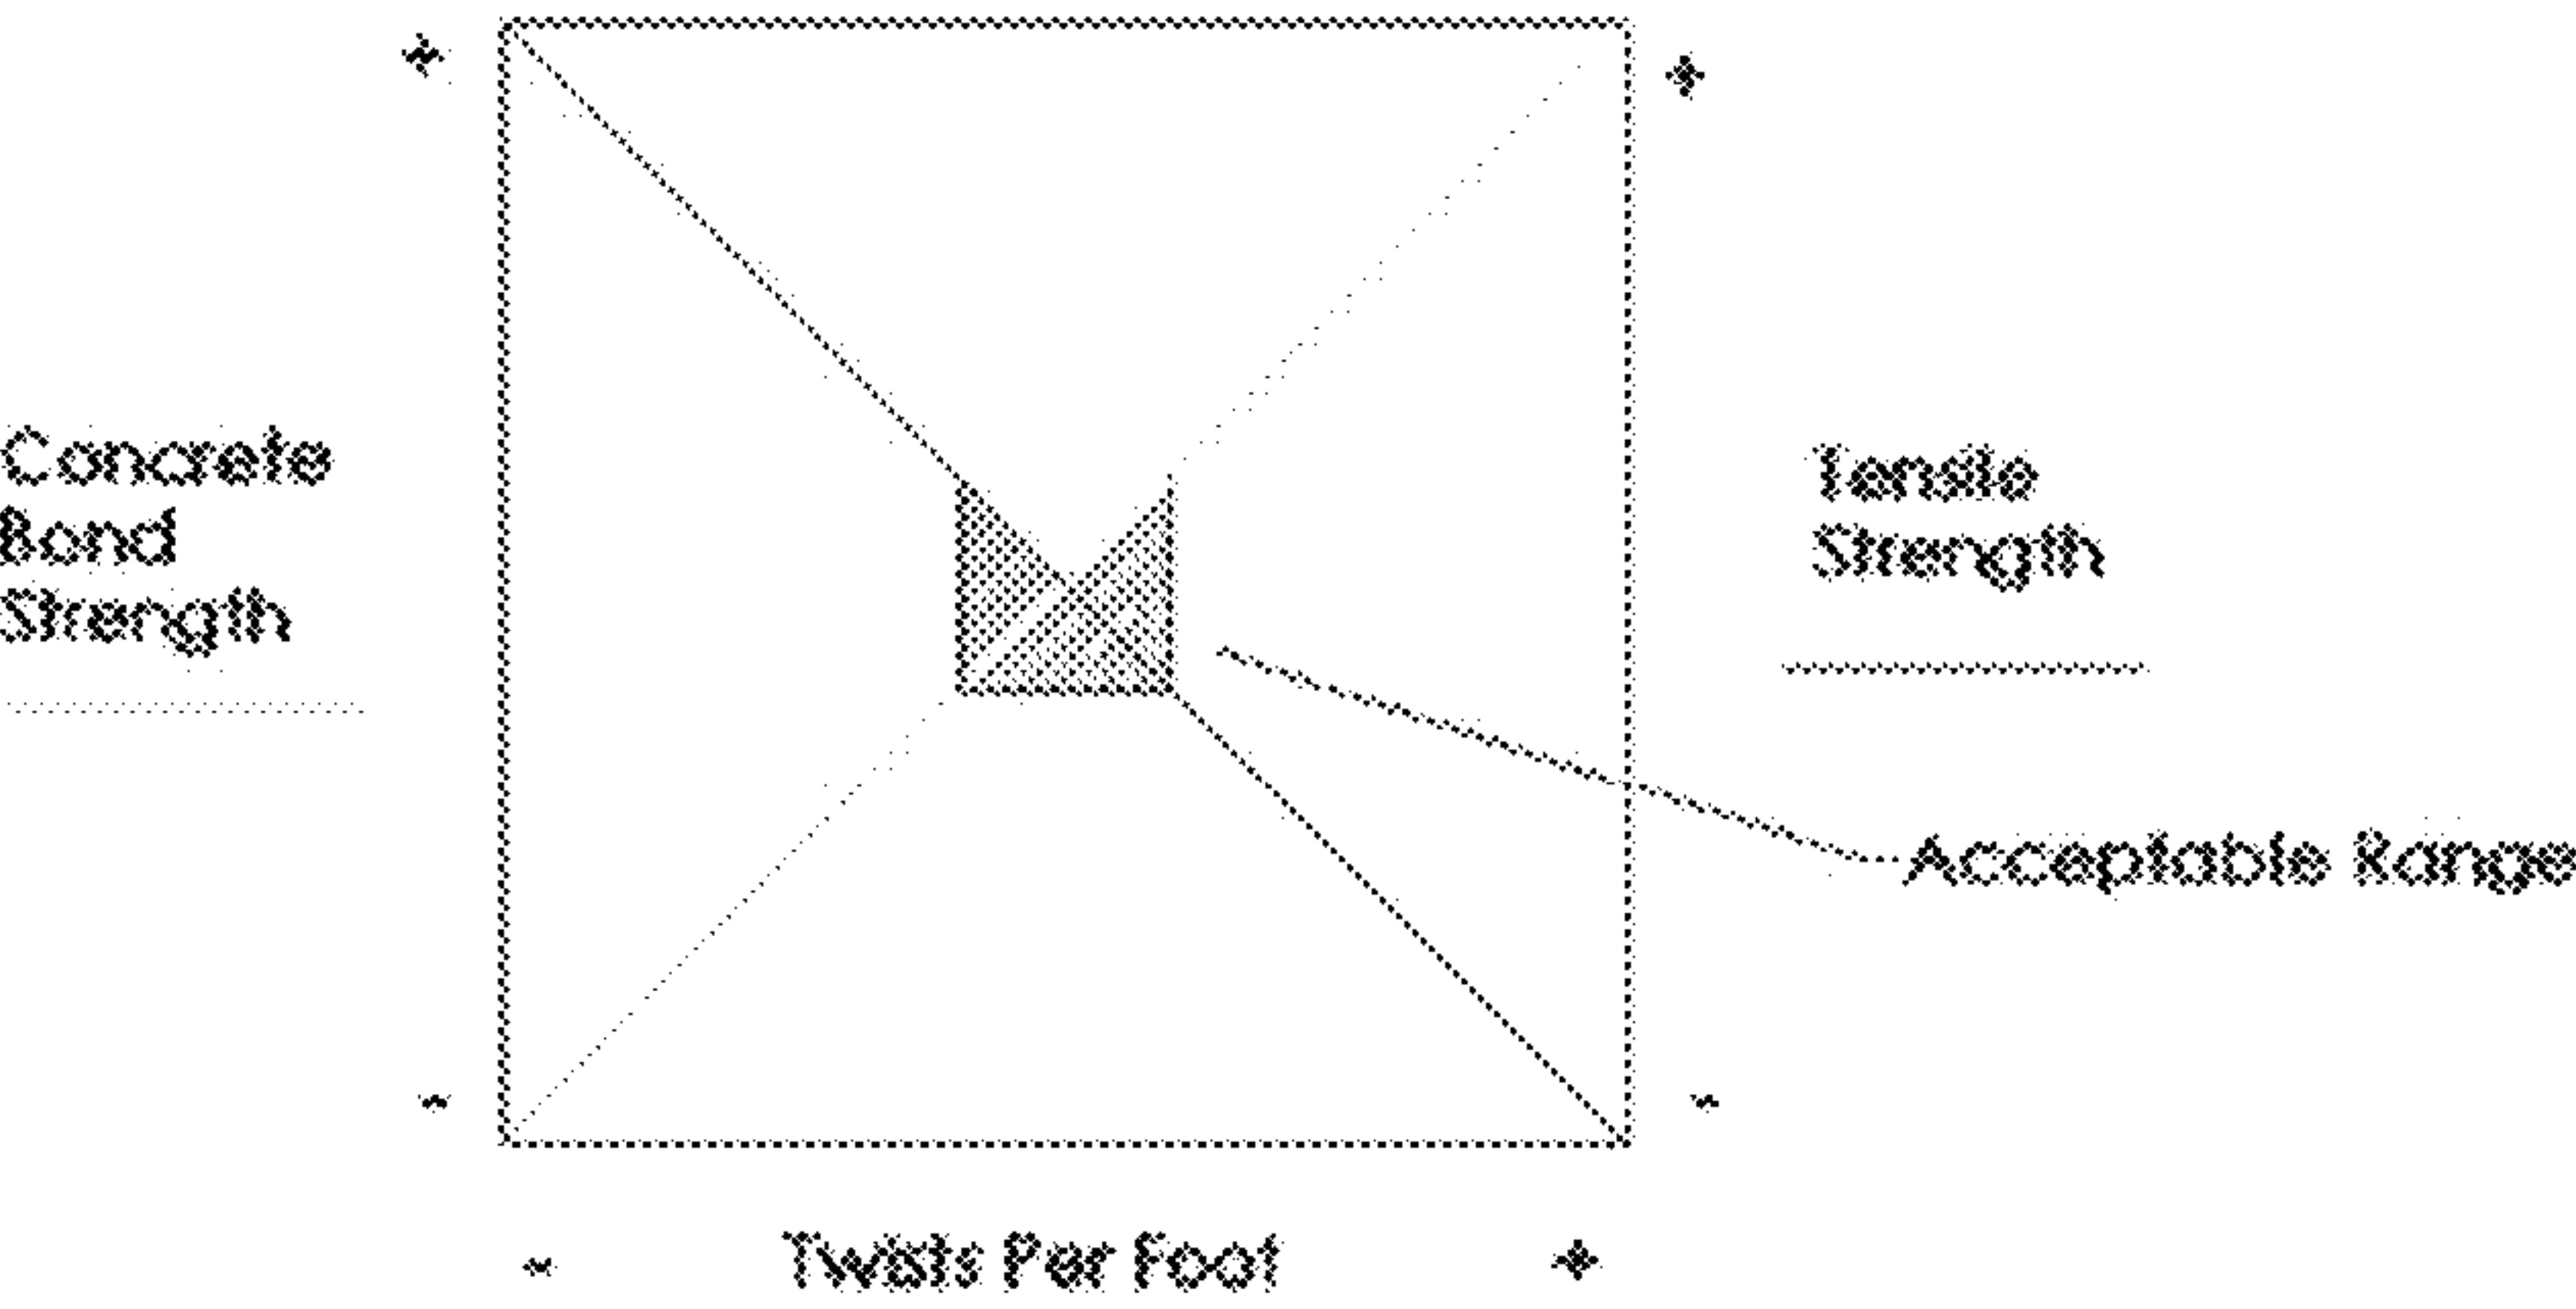 +
+
Concrete
Bond
Strength
Tensile
Strength
Acceptable Range
-
-
- Twists Per Foot +